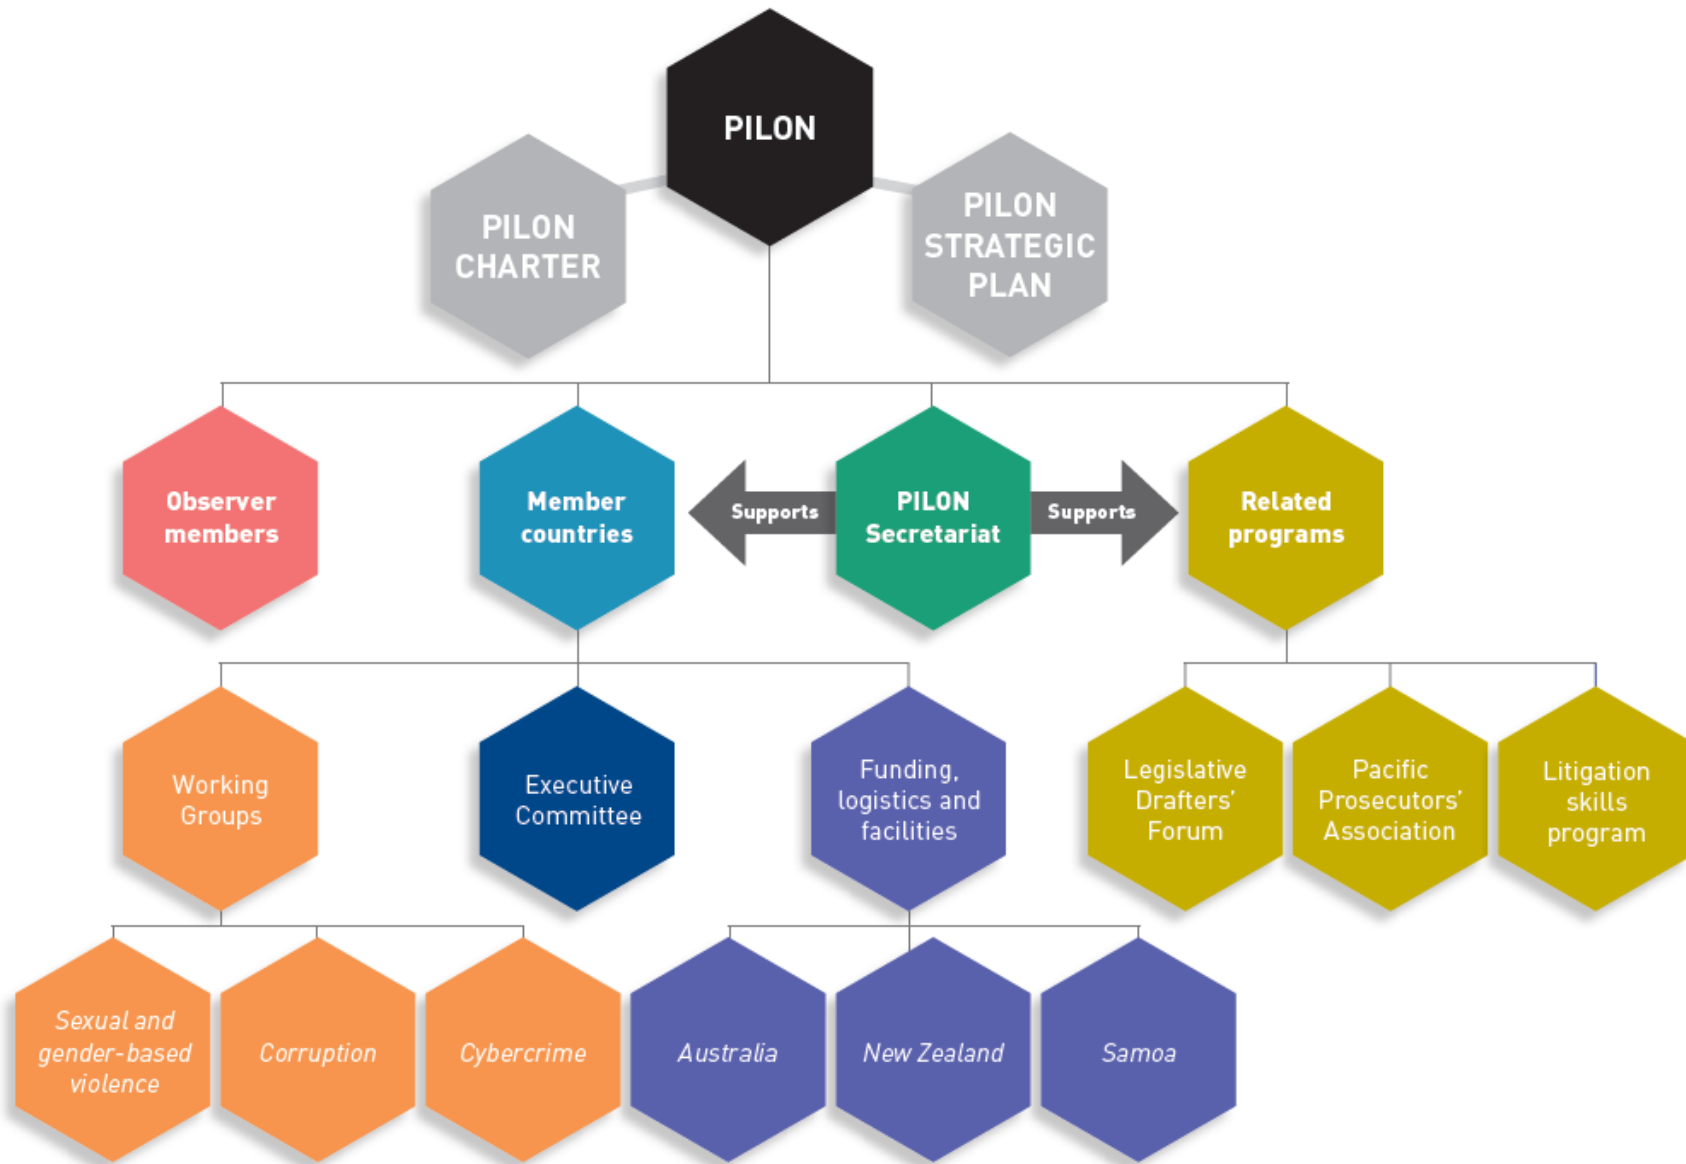 PILON
PILON
CHARTER
PILON
STRATEGIC
PLAN
Observer
members
Member
countries
Supports
PILON
Secretariat
Supports
Related
programs
Working
Groups
Executive
Committee
Funding,
logistics and
facilities
Legislative
Drafters’
Forum
Pacific
Prosecutors’
Association
Litigation
skills
program
Sexual and
gender-based
violence
Corruption
Cybercrime
Australia
New Zealand
Samoa